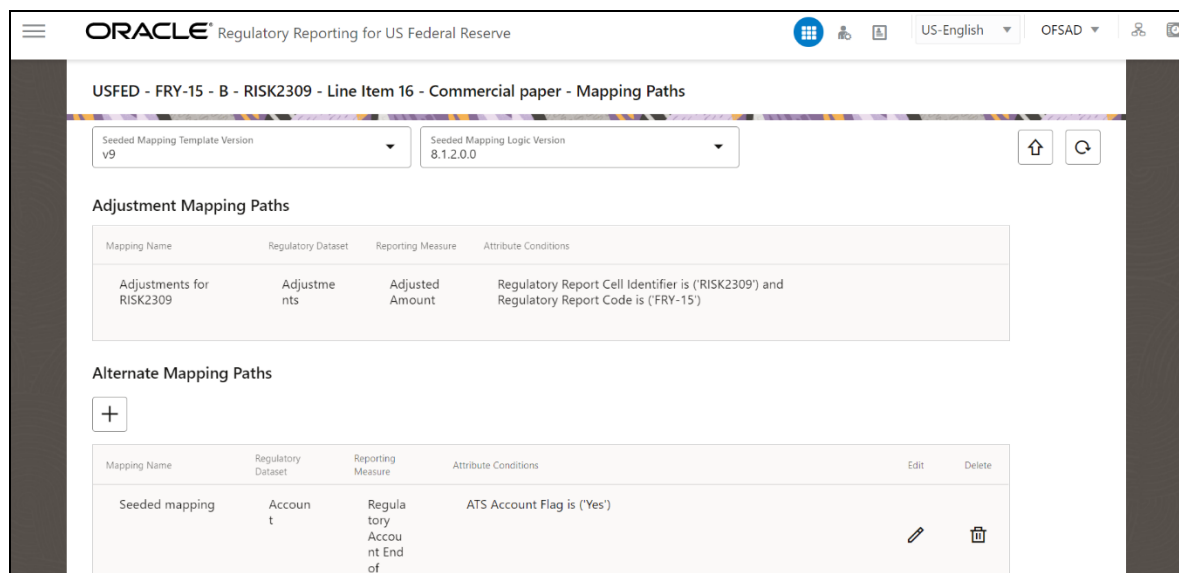 ORACLE® Regulatory Reporting for US Federal Reserve
US-English
OFSAD
USFED - FRY-15 - B - RISK2309 - Line Item 16 - Commercial paper - Mapping Paths
Seeded Mapping Template Version
v9
Seeded Mapping Logic Version
8.1.2.0.0
Adjustment Mapping Paths
Mapping Name Regulatory Dataset Reporting Measure Attribute Conditions
Adjustments for Adjustme Adjusted Regulatory Report Cell Identifier is ('RISK2309') and
RISK2309 nts Amount Regulatory Report Code is ('FRY-15')
Alternate Mapping Paths
Mapping Name Regulatory Dataset Reporting Measure Attribute Conditions Edit Delete
Seeded mapping Accoun Regula ATS Account Flag is ('Yes')
t tory
Accou
nt End
of